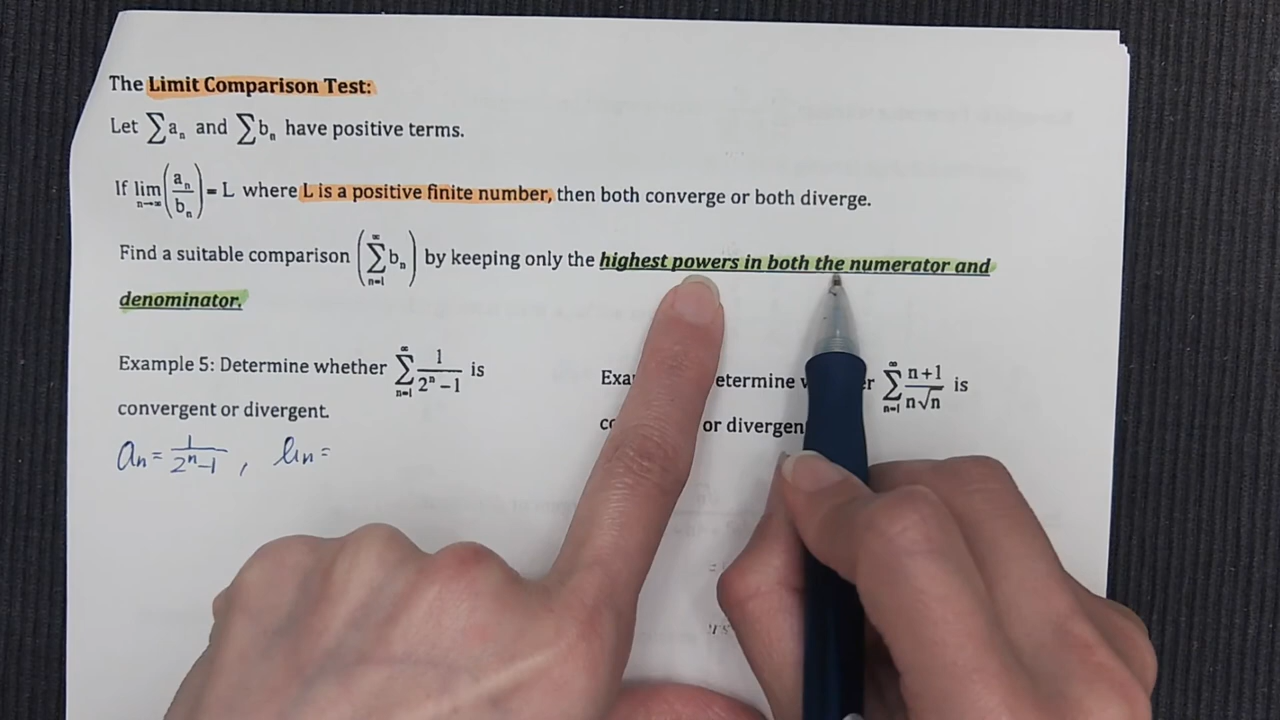 The Limit Comparison Test:
Let ∑aₙ and ∑bₙ have positive terms.
If lim n→∞ (aₙ/bₙ) = L where L is a positive finite number, then both converge or both diverge.
Find a suitable comparison (∑ n=1 ∞ bₙ) by keeping only the highest powers in both the numerator and
denominator.
Example 5: Determine whether ∑ n=1 ∞ 1/(2ⁿ−1) is
convergent or divergent.
aₙ = 1/(2ⁿ−1) , bₙ =
∑ n=1 ∞ (n+1)/(n√n) is
or